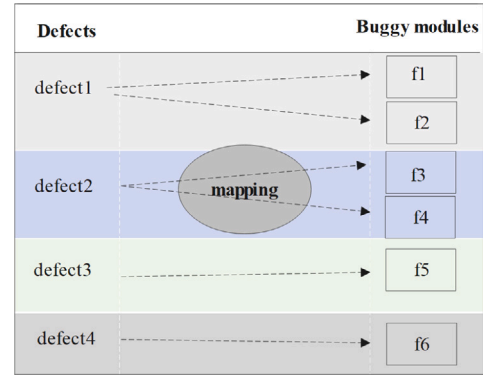 Defects
Buggy modules
defect1
f1
f2
defect2
mapping
f3
f4
defect3
f5
defect4
f6